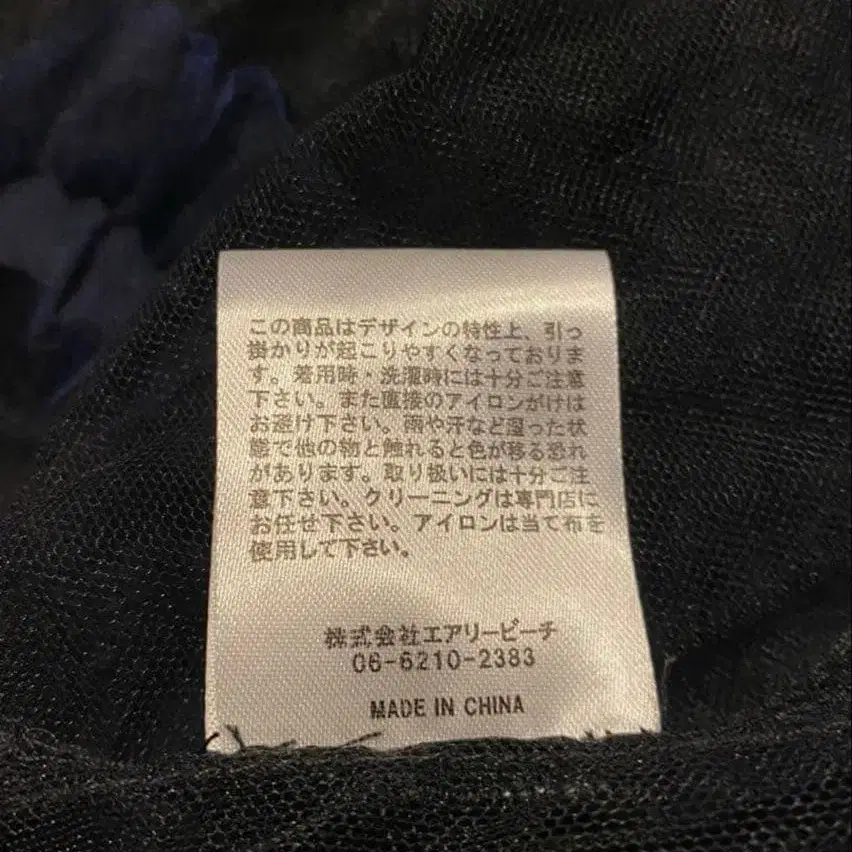 この商品はデザインの特性上、引っ
掛かりが起こりやすくなっておりま
す。着用時・洗濯時には十分ご注意
下さい。また直接のアイロンがけは
お避け下さい。雨や汗など湿った状
態で他の物と触れると色が移る恐れ
があります。取り扱いには十分ご注
意下さい。クリーニングは専門店に
お任せ下さい。アイロンは当て布を
使用して下さい。
株式会社エアリービーチ
06-6210-2383
MADE IN CHINA